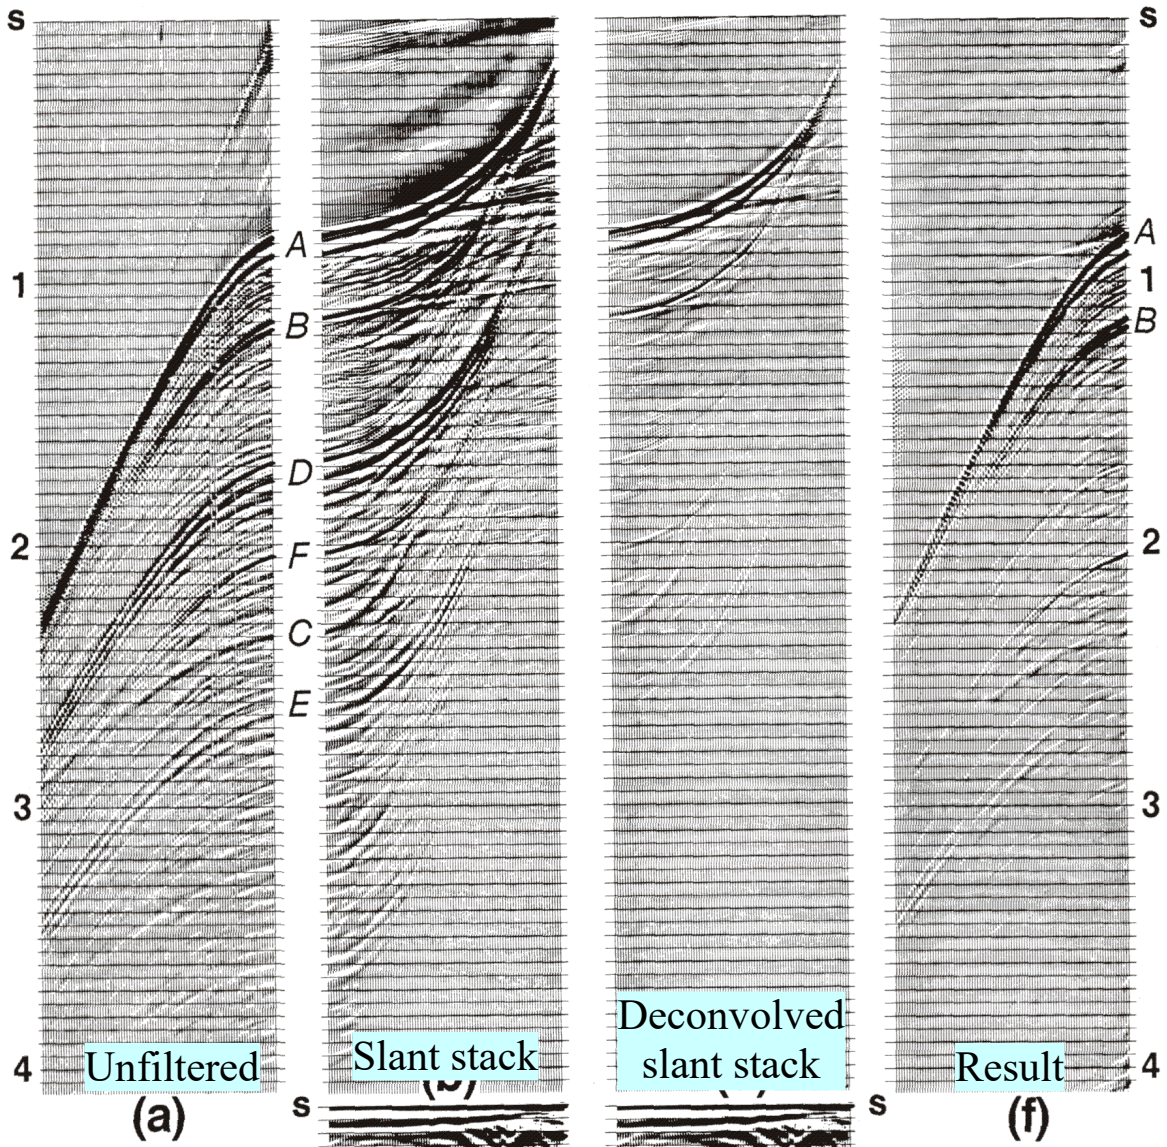 s
s
A
1
B
D
2
F
C
E
3
4
A
1
B
2
3
4
Unfiltered
Slant stack
Deconvolved
slant stack
Result
(a)
(b)
(f)
s
s